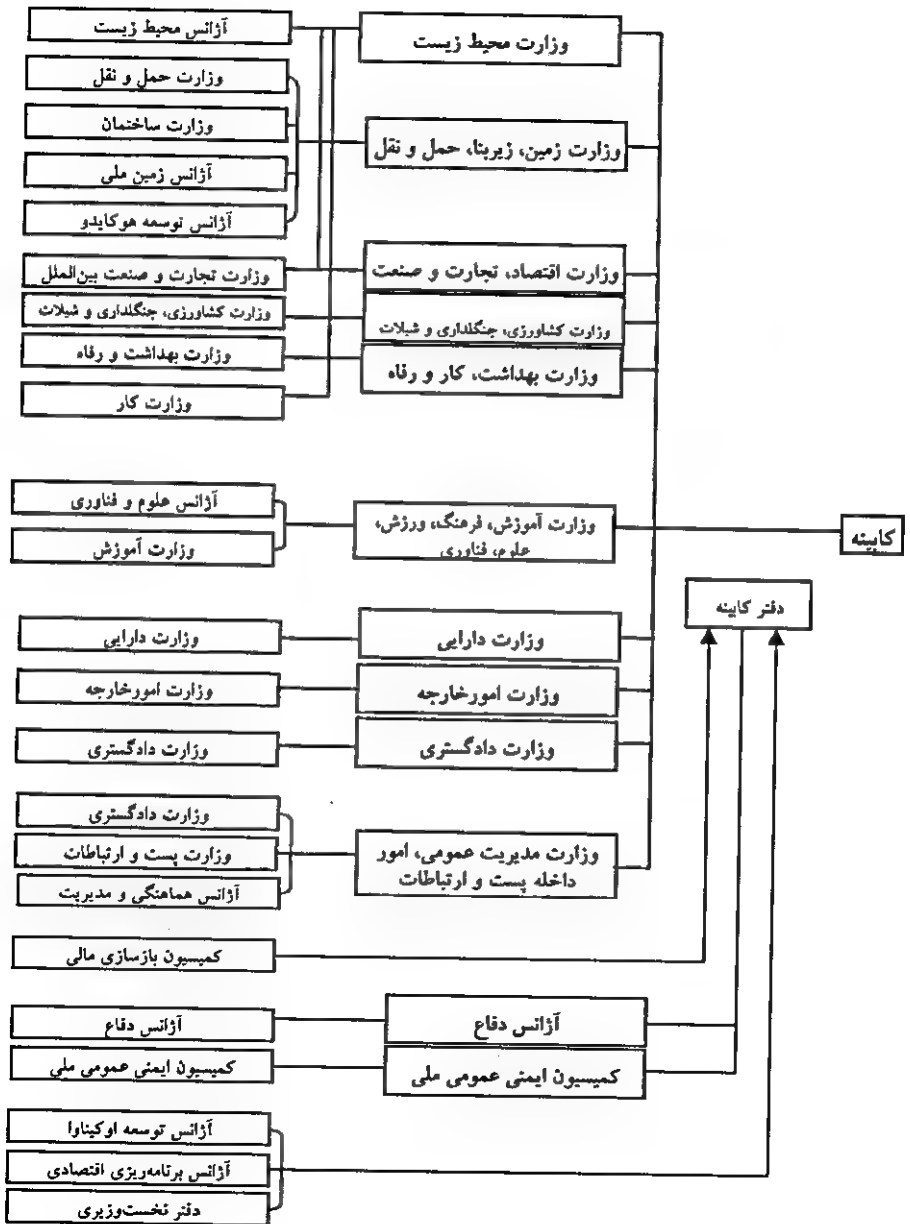 وزارت محیط زیست
آژانس محیط زیست
وزارت حمل و نقل
وزارت ساختمان
وزارت زمین، زیربنا، حمل و نقل
آژانس زمین ملی
آژانس توسعه هوکایدو
وزارت اقتصاد، تجارت و صنعت
وزارت تجارت و صنعت بین‌الملل
وزارت کشاورزی، جنگلداری و شیلات
وزارت کشاورزی، جنگلداری و شیلات
وزارت بهداشت، کار و رفاه
وزارت بهداشت و رفاه
وزارت کار
کابینه
وزارت آموزش، فرهنگ، ورزش،
علوم، فناوری
آژانس علوم و فناوری
وزارت آموزش
دفتر کابینه
وزارت دارایی
وزارت دارایی
وزارت امورخارجه
وزارت امورخارجه
وزارت دادگستری
وزارت دادگستری
وزارت مدیریت عمومی، امور
داخله پست و ارتباطات
وزارت دادگستری
وزارت پست و ارتباطات
آژانس هماهنگی و مدیریت
کمیسیون بازسازی مالی
آژانس دفاع
آژانس دفاع
کمیسیون ایمنی عمومی ملی
کمیسیون ایمنی عمومی ملی
آژانس توسعه اوکیناوا
آژانس برنامه‌ریزی اقتصادی
دفتر نخست‌وزیری